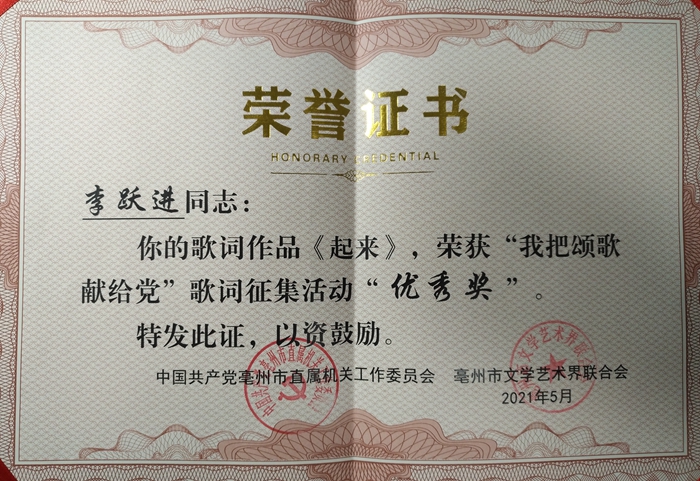 荣誉证书
HONORARY CREDENTIAL
李跃进同志：
你的歌词作品《起来》，荣获“我把颂歌
献给党”歌词征集活动“优秀奖”。
特发此证，以资鼓励。
中国共产党亳州市直属机关工作委员会 亳州市文学艺术界联合会
2021年5月